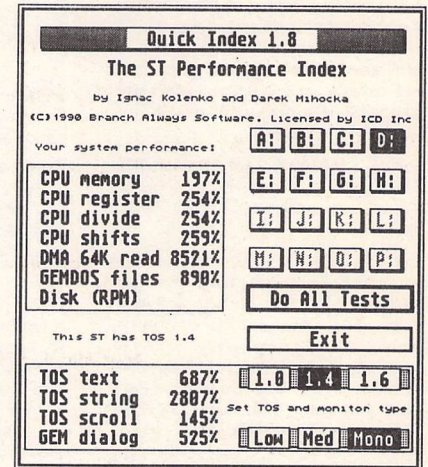 Quick Index 1.8
The ST Performance Index
by Ignac Kolenko and Darek Mihocka
(C)1990 Branch Always Software. Licensed by ICD Inc
Your system performance:
A: B: C: D:
E: F: G: H:
I: J: K: L:
M: N: O: P:
CPU memory 197%
CPU register 254%
CPU divide 254%
CPU shifts 259%
DMA 64K read 8521%
GEMDOS files 890%
Disk (RPM)
Do All Tests
This ST has TOS 1.4
Exit
TOS text 687%
TOS string 2807%
TOS scroll 145%
GEM dialog 525%
1.0 1.4 1.6
Set TOS and monitor type
Low Med Mono